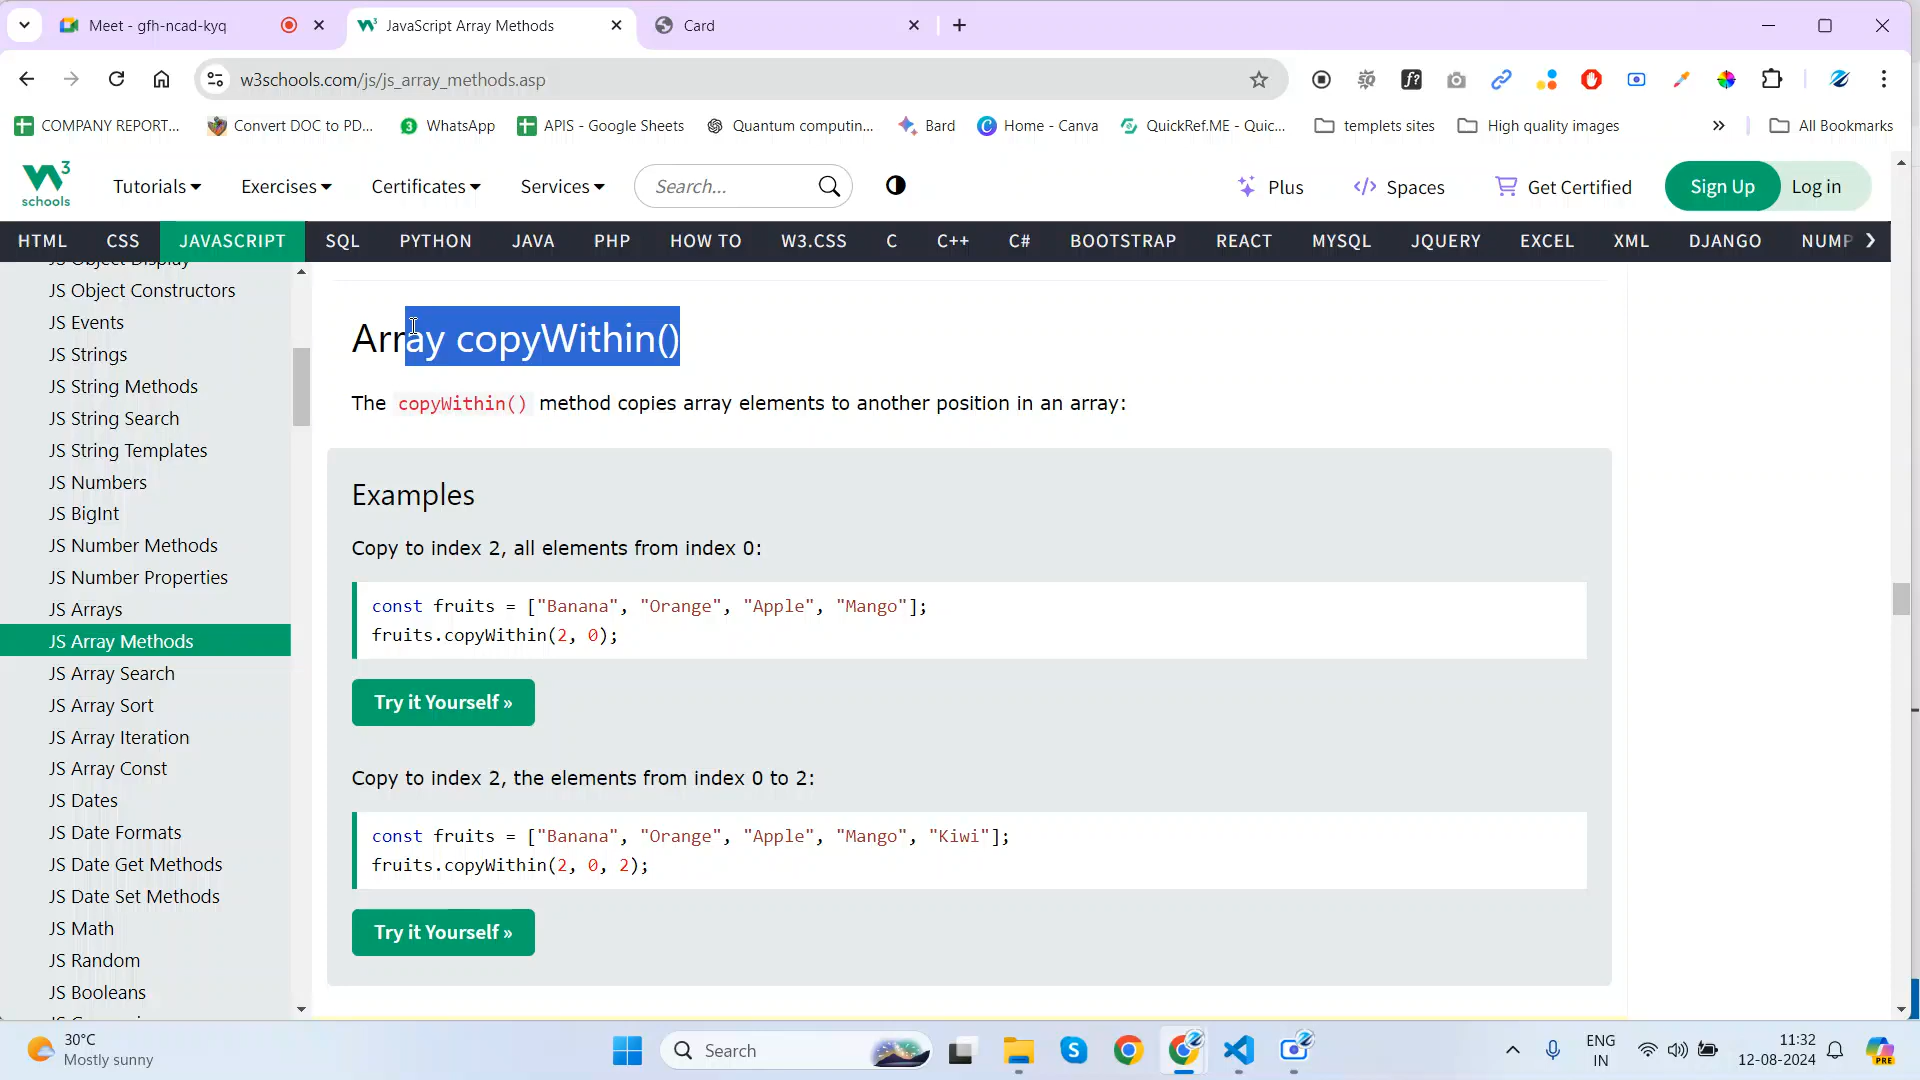 Meet - gfh-ncad-kyq
JavaScript Array Methods
Card
w3schools.com/js/js_array_methods.asp
COMPANY REPORT...
Convert DOC to PD...
WhatsApp
APIS - Google Sheets
Quantum computin...
Bard
Home - Canva
QuickRef.ME - Quic...
templets sites
High quality images
All Bookmarks
W3 schools
Tutorials
Exercises
Certificates
Services
Search...
Plus
Spaces
Get Certified
Sign Up
Log in
HTML
CSS
JAVASCRIPT
SQL
PYTHON
JAVA
PHP
HOW TO
W3.CSS
C
C++
C#
BOOTSTRAP
REACT
MYSQL
JQUERY
EXCEL
XML
DJANGO
NUMP
JS Object Display
JS Object Constructors
JS Events
JS Strings
JS String Methods
JS String Search
JS String Templates
JS Numbers
JS BigInt
JS Number Methods
JS Number Properties
JS Arrays
JS Array Methods
JS Array Search
JS Array Sort
JS Array Iteration
JS Array Const
JS Dates
JS Date Formats
JS Date Get Methods
JS Date Set Methods
JS Math
JS Random
JS Booleans
Array copyWithin()
The copyWithin() method copies array elements to another position in an array:
Examples
Copy to index 2, all elements from index 0:
const fruits = ["Banana", "Orange", "Apple", "Mango"];
fruits.copyWithin(2, 0);
Try it Yourself »
Copy to index 2, the elements from index 0 to 2:
const fruits = ["Banana", "Orange", "Apple", "Mango", "Kiwi"];
fruits.copyWithin(2, 0, 2);
Try it Yourself »
30°C
Mostly sunny
Search
ENG
IN
11:32
12-08-2024
PRE